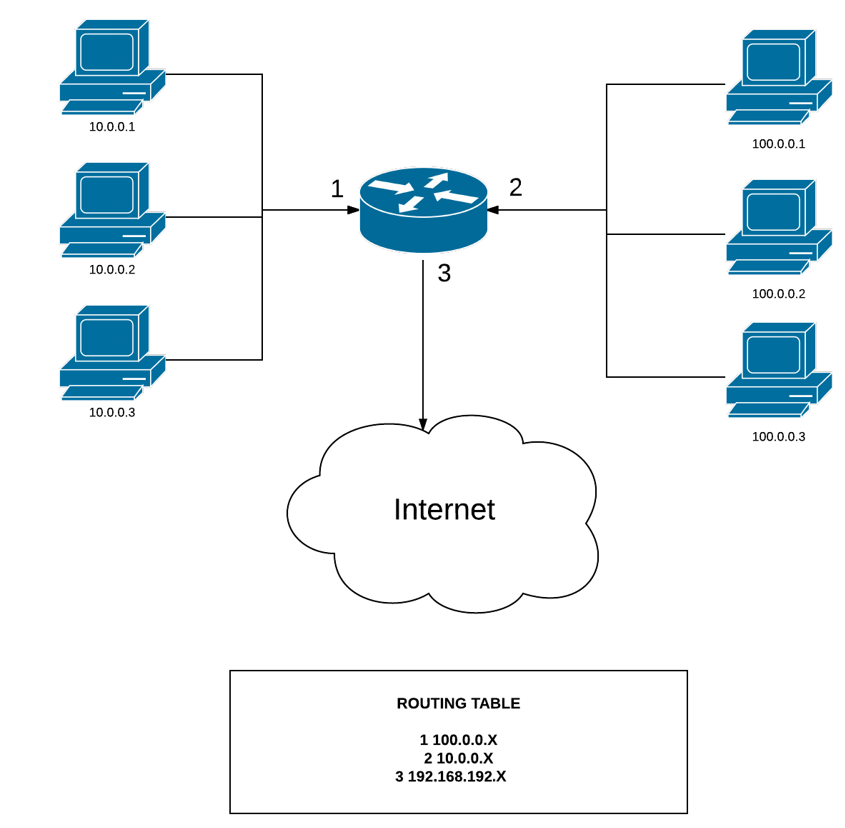 10.0.0.1
100.0.0.1
1
2
10.0.0.2
3
100.0.0.2
10.0.0.3
100.0.0.3
Internet
ROUTING TABLE
1 100.0.0.X
2 10.0.0.X
3 192.168.192.X